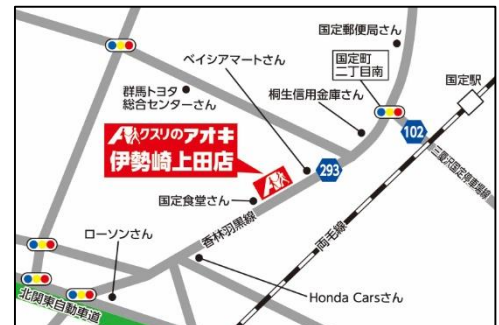 国定郵便局さん
ベイシアマートさん
国定町
二丁目南
国定駅
群馬トヨタ
総合センターさん
桐生信用金庫さん
102
クスリのアオキ
伊勢崎上田店
293
三夜沢国定停車場線
国定食堂さん
香林羽黒線
両毛線
ローソンさん
北関東自動車道
Honda Carsさん